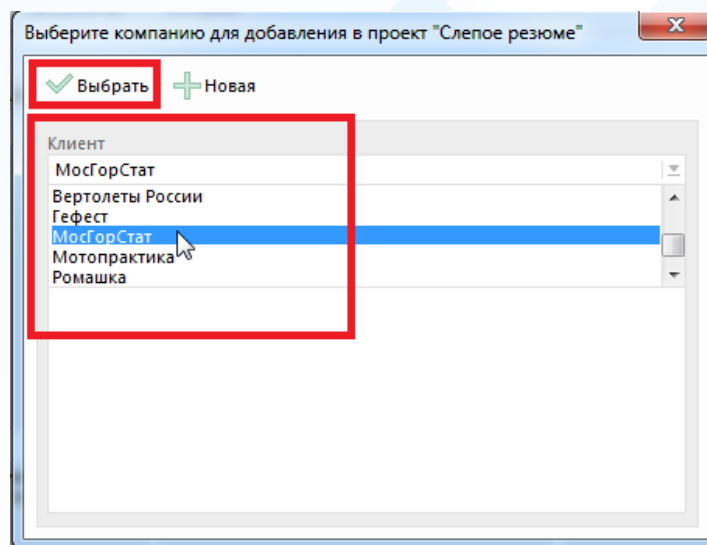 Выберите компанию для добавления в проект "Слепое резюме"
Выбрать Новая
Клиент
МосГорСтат
Вертолеты России
Гефест
МосГорСтат
Мотопрактика
Ромашка